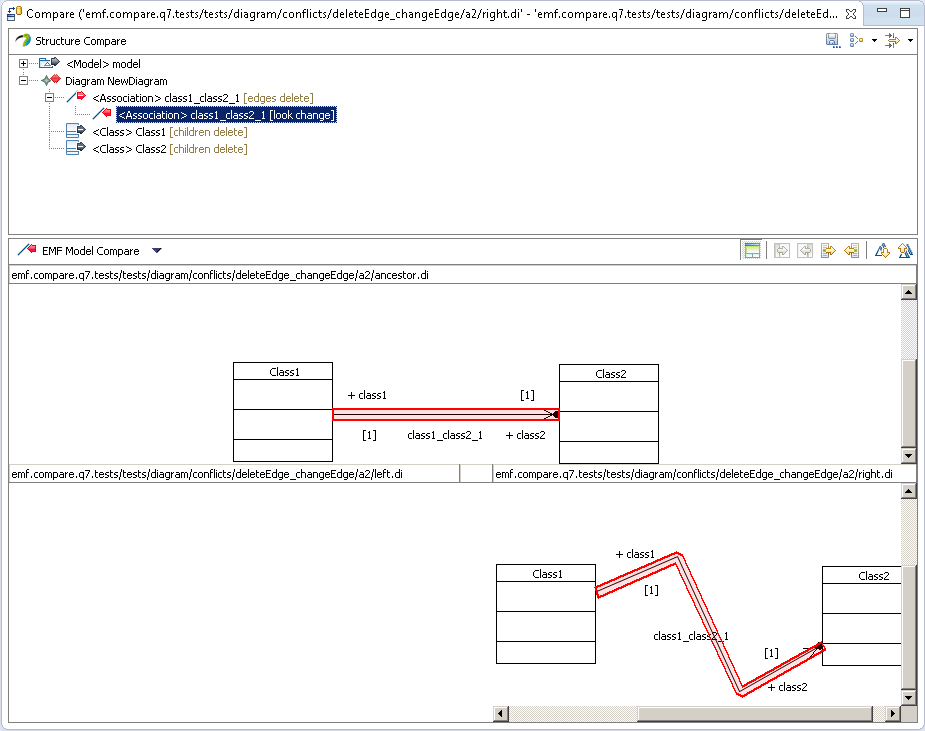 Compare ('emf.compare.q7.tests/tests/diagram/conflicts/deleteEdge_changeEdge/a2/right.di' - 'emf.compare.q7.tests/tests/diagram/conflicts/deleteEd...
Structure Compare
<Model> model
Diagram NewDiagram
<Association> class1_class2_1 [edges delete]
<Association> class1_class2_1 [look change]
<Class> Class1 [children delete]
<Class> Class2 [children delete]
EMF Model Compare
emf.compare.q7.tests/tests/diagram/conflicts/deleteEdge_changeEdge/a2/ancestor.di
Class1
Class2
+ class1
[1]
[1]
class1_class2_1
+ class2
emf.compare.q7.tests/tests/diagram/conflicts/deleteEdge_changeEdge/a2/left.di
emf.compare.q7.tests/tests/diagram/conflicts/deleteEdge_changeEdge/a2/right.di
+ class1
Class1
Class2
[1]
class1_class2_1
[1]
+ class2